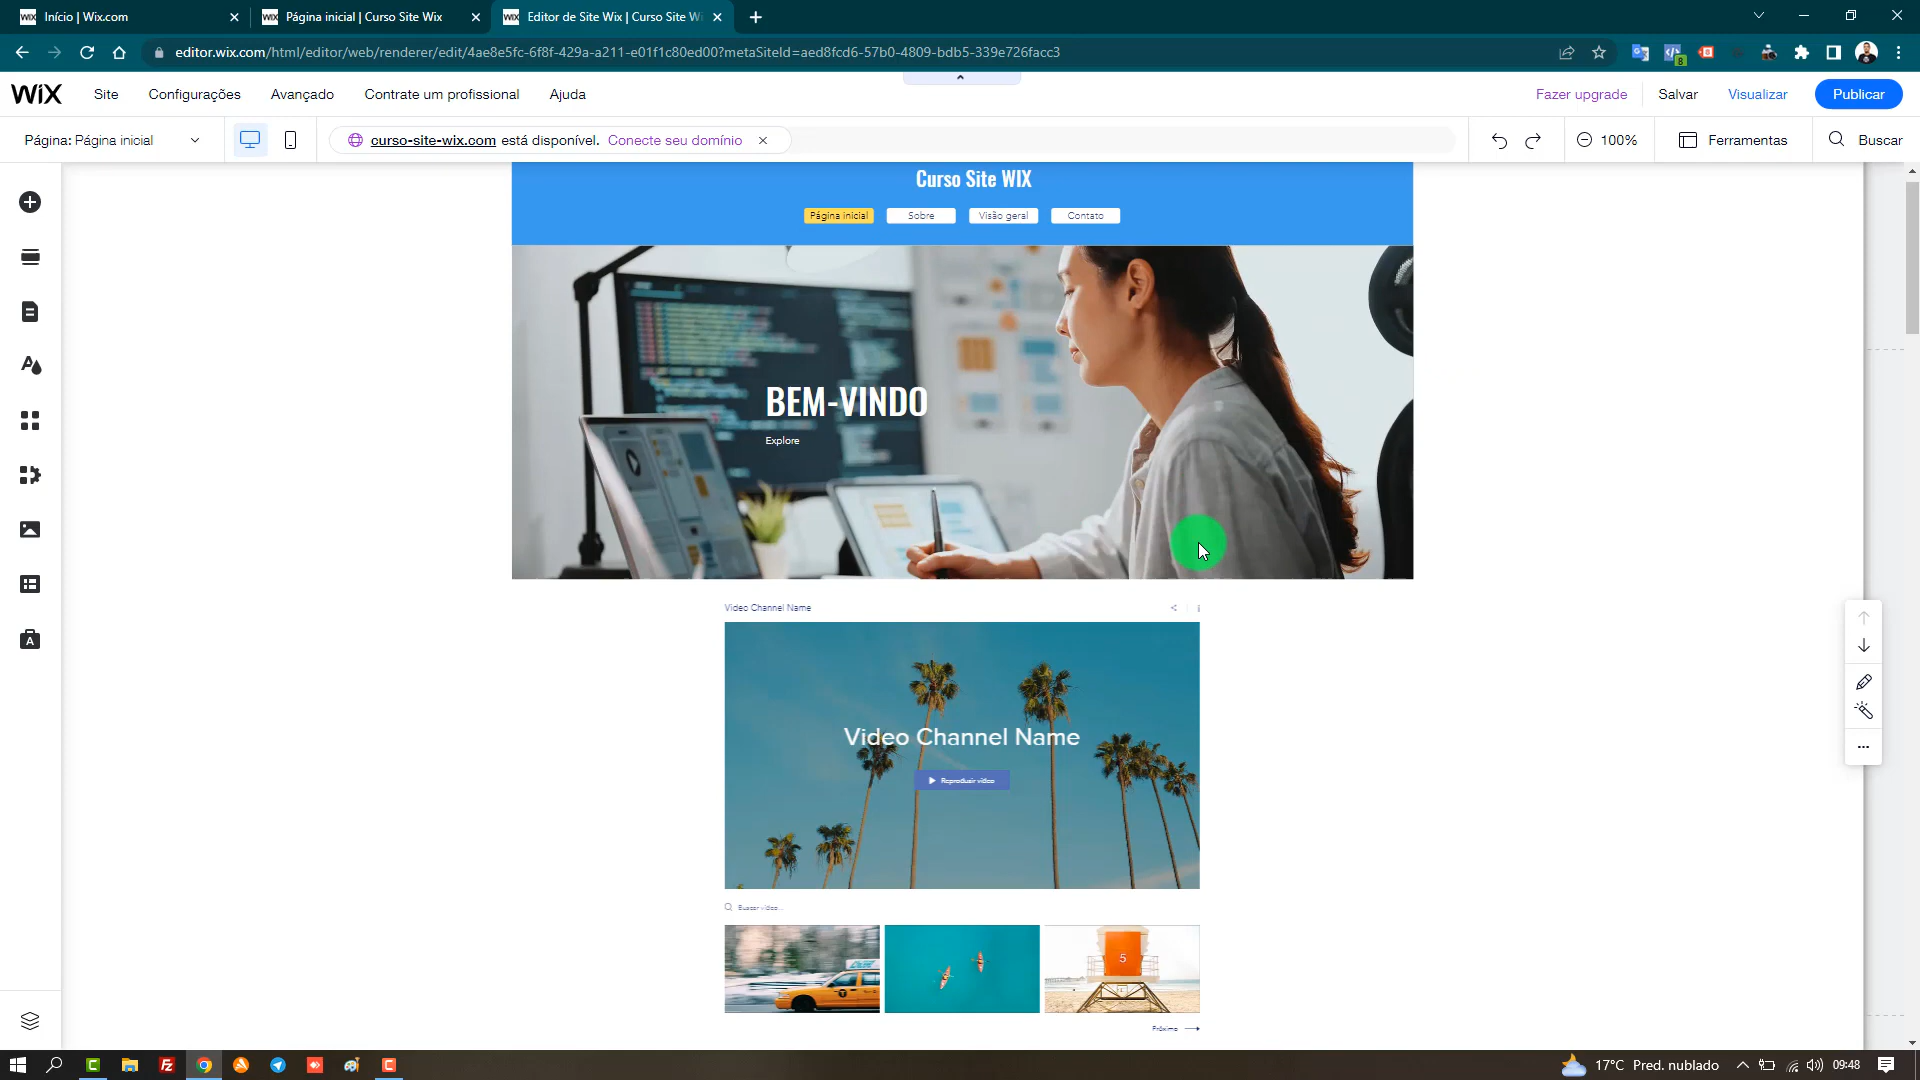 Início | Wix.com
Página inicial | Curso Site Wix
Editor de Site Wix | Curso Site Wi
editor.wix.com/html/editor/web/renderer/edit/4ae8e5fc-6f8f-429a-a211-e01f1c80ed00?metaSiteId=aed8fcd6-57b0-4809-bdb5-339e726facc3
8
WiX
Site
Configurações
Avançado
Contrate um profissional
Ajuda
Fazer upgrade
Salvar
Visualizar
Publicar
Página: Página inicial
curso-site-wix.com está disponível. Conecte seu domínio
100%
Ferramentas
Buscar
Curso Site WIX
Página inicial
Sobre
Visão geral
Contato
BEM-VINDO
Explore
Video Channel Name
Video Channel Name
Reproduzir vídeo
Buscar vídeo...
5
Próximo
17°C Pred. nublado
09:48